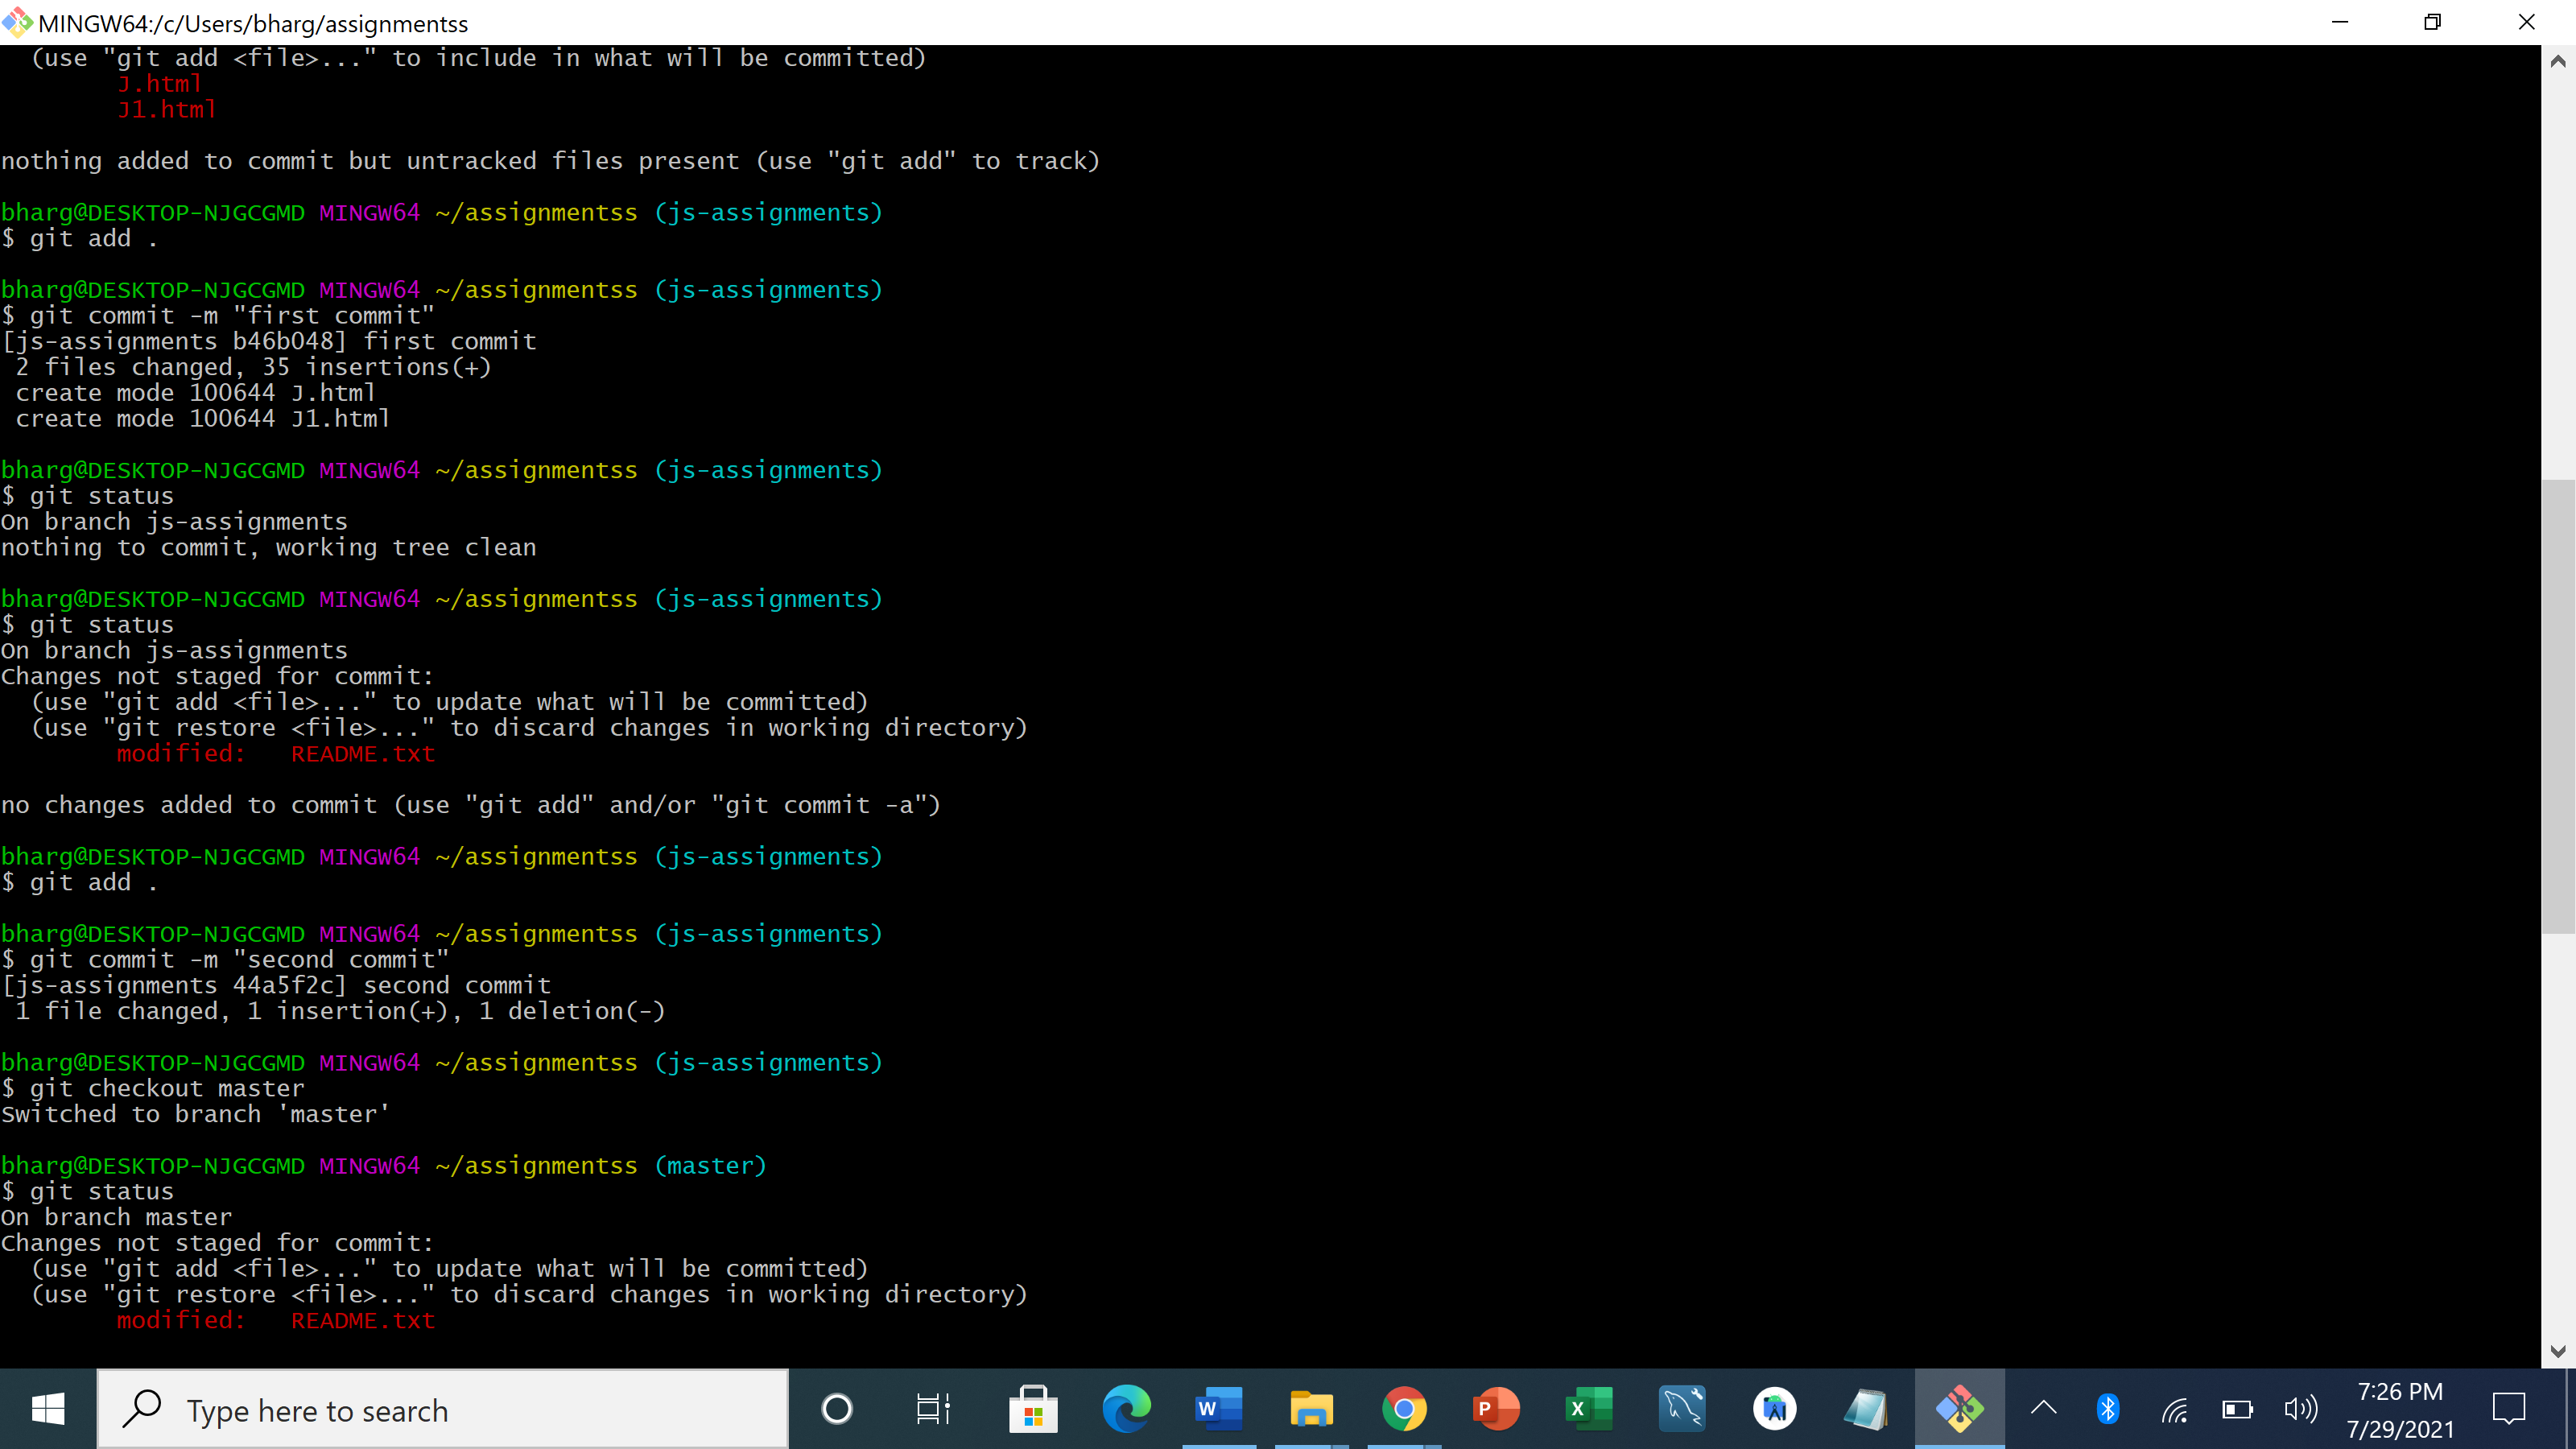 MINGW64:/c/Users/bharg/assignmentss
(use "git add <file>..." to include in what will be committed)
J.html
J1.html
nothing added to commit but untracked files present (use "git add" to track)
bharg@DESKTOP-NJGCGMD MINGW64 ~/assignmentss (js-assignments)
$ git add .
bharg@DESKTOP-NJGCGMD MINGW64 ~/assignmentss (js-assignments)
$ git commit -m "first commit"
[js-assignments b46b048] first commit
2 files changed, 35 insertions(+)
create mode 100644 J.html
create mode 100644 J1.html
bharg@DESKTOP-NJGCGMD MINGW64 ~/assignmentss (js-assignments)
$ git status
On branch js-assignments
nothing to commit, working tree clean
bharg@DESKTOP-NJGCGMD MINGW64 ~/assignmentss (js-assignments)
$ git status
On branch js-assignments
Changes not staged for commit:
(use "git add <file>..." to update what will be committed)
(use "git restore <file>..." to discard changes in working directory)
modified:   README.txt
no changes added to commit (use "git add" and/or "git commit -a")
bharg@DESKTOP-NJGCGMD MINGW64 ~/assignmentss (js-assignments)
$ git add .
bharg@DESKTOP-NJGCGMD MINGW64 ~/assignmentss (js-assignments)
$ git commit -m "second commit"
[js-assignments 44a5f2c] second commit
1 file changed, 1 insertion(+), 1 deletion(-)
bharg@DESKTOP-NJGCGMD MINGW64 ~/assignmentss (js-assignments)
$ git checkout master
Switched to branch 'master'
bharg@DESKTOP-NJGCGMD MINGW64 ~/assignmentss (master)
$ git status
On branch master
Changes not staged for commit:
(use "git add <file>..." to update what will be committed)
(use "git restore <file>..." to discard changes in working directory)
modified:   README.txt
Type here to search
7:26 PM
7/29/2021